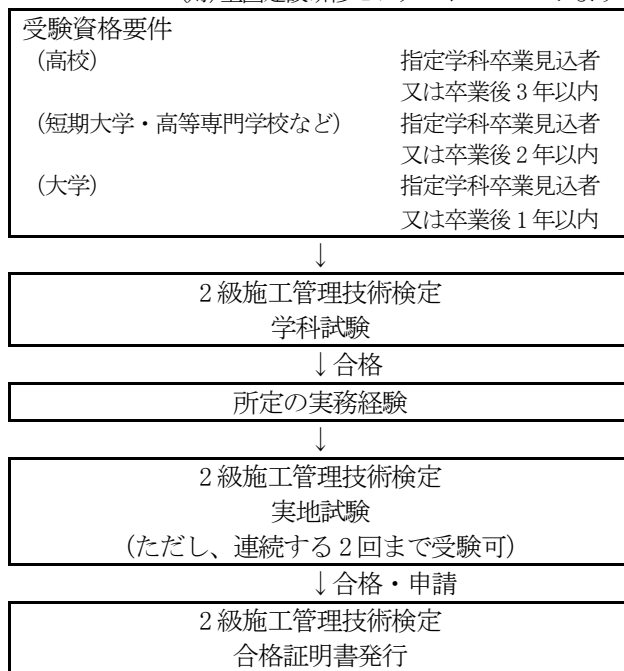 受験資格要件
(高校) 指定学科卒業見込者
又は卒業後3年以内
(短期大学・高等専門学校など) 指定学科卒業見込者
又は卒業後2年以内
(大学) 指定学科卒業見込者
又は卒業後1年以内
↓
2級施工管理技術検定
学科試験
↓合格
所定の実務経験
↓
2級施工管理技術検定
実地試験
(ただし、連続する2回まで受験可)
↓合格・申請
2級施工管理技術検定
合格証明書発行